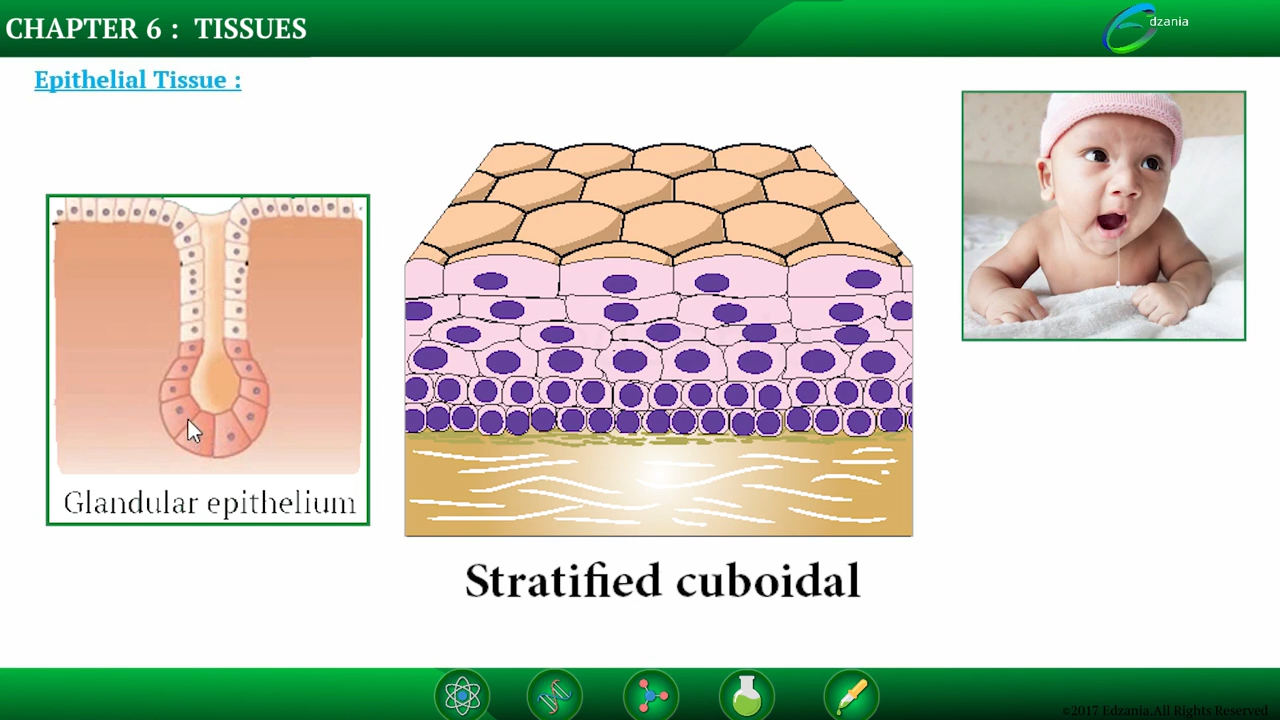 CHAPTER 6 :  TISSUES
dzania
Epithelial Tissue :
Glandular epithelium
Stratified cuboidal
©2017 Edzania.All Rights Reserved.